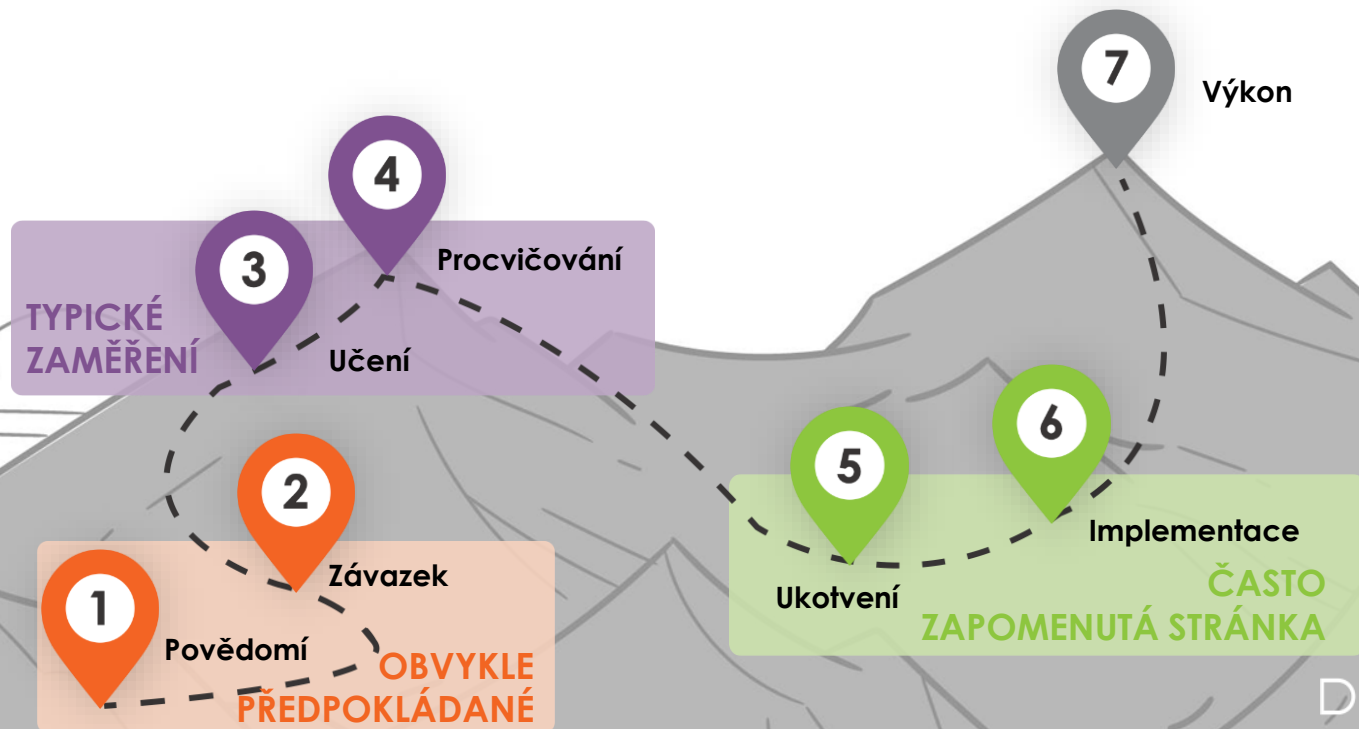 7
Výkon
4
Procvičování
3
TYPICKÉ
ZAMĚŘENÍ
Učení
6
Implementace
5
Ukotvení
ČASTO
ZAPOMENUTÁ STRÁNKA
2
Závazek
1
Povědomí
OBVYKLE
PŘEDPOKLÁDANÉ
D